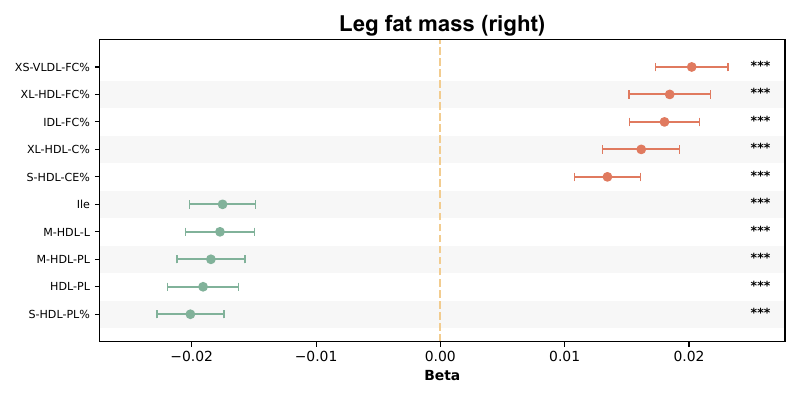 Leg fat mass (right)
XS-VLDL-FC% ***
XL-HDL-FC% ***
IDL-FC% ***
XL-HDL-C% ***
S-HDL-CE% ***
Ile ***
M-HDL-L ***
M-HDL-PL ***
HDL-PL ***
S-HDL-PL% ***
−0.02 −0.01 0.00 0.01 0.02
Beta